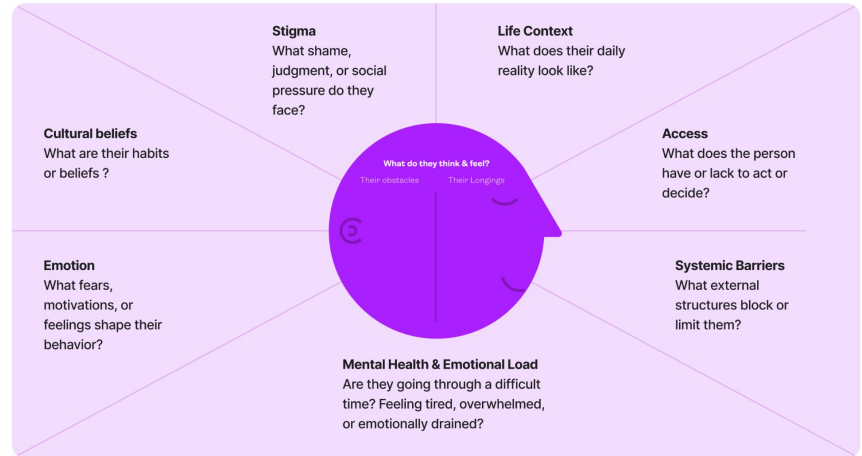 Stigma
What shame,
judgment, or social
pressure do they
face?
Life Context
What does their daily
reality look like?
Cultural beliefs
What are their habits
or beliefs ?
Access
What does the person
have or lack to act or
decide?
What do they think & feel?
Their obstacles
Their Longings
Emotion
What fears,
motivations, or
feelings shape their
behavior?
Systemic Barriers
What external
structures block or
limit them?
Mental Health & Emotional Load
Are they going through a difficult
time? Feeling tired, overwhelmed,
or emotionally drained?